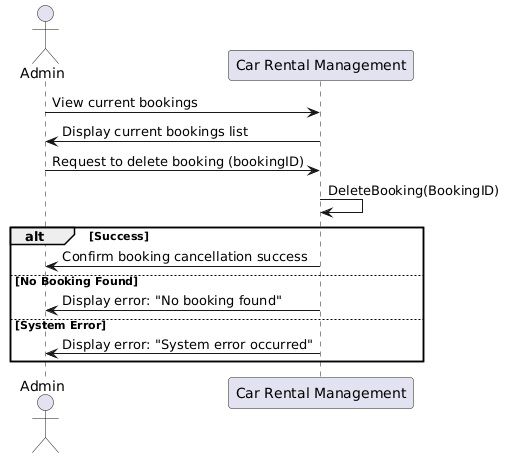 Admin
Car Rental Management
View current bookings
Display current bookings list
Request to delete booking (bookingID)
DeleteBooking(BookingID)
alt [Success]
Confirm booking cancellation success
[No Booking Found]
Display error: "No booking found"
[System Error]
Display error: "System error occurred"
Admin
Car Rental Management